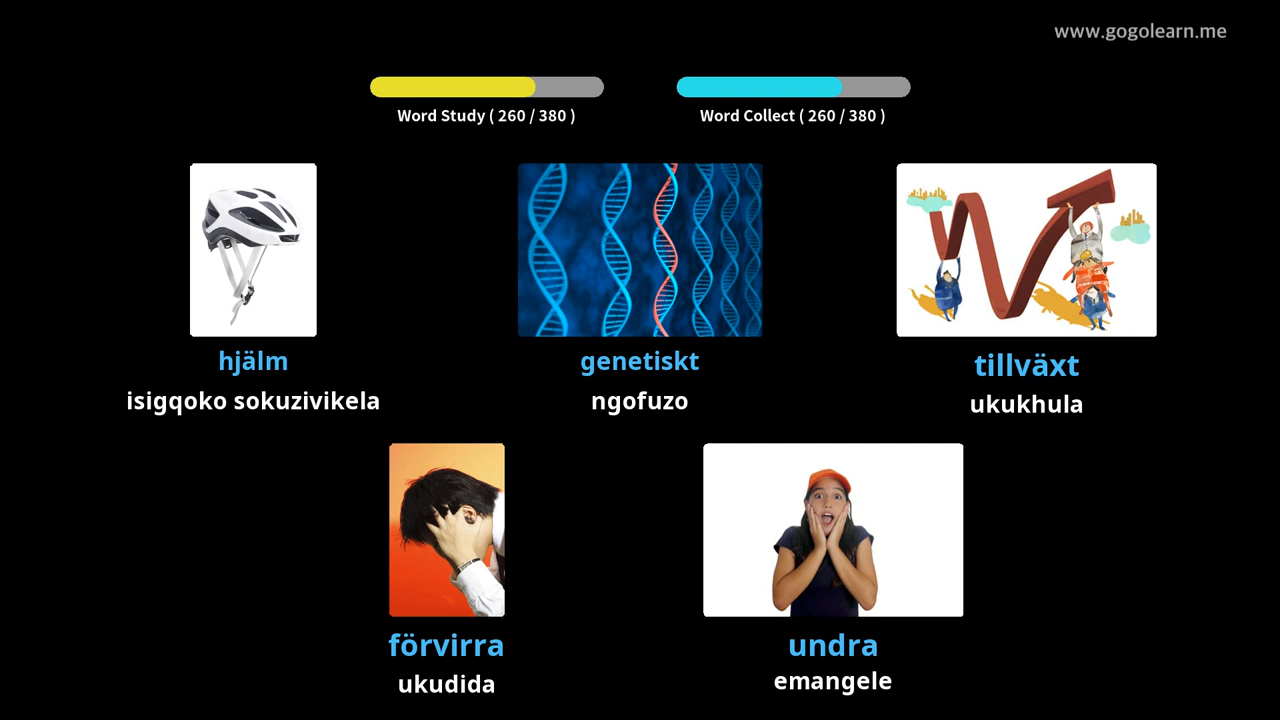 www.gogolearn.me
Word Study ( 260 / 380 )
Word Collect ( 260 / 380 )
hjälm
isigqoko sokuzivikela
genetiskt
ngofuzo
tillväxt
ukukhula
förvirra
ukudida
undra
emangele